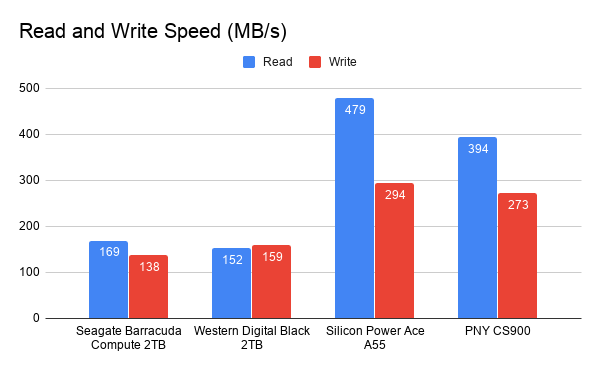 Read and Write Speed (MB/s)
Read
Write
500
400
300
200
100
0
169
138
152
159
479
294
394
273
Seagate Barracuda
Compute 2TB
Western Digital Black
2TB
Silicon Power Ace
A55
PNY CS900